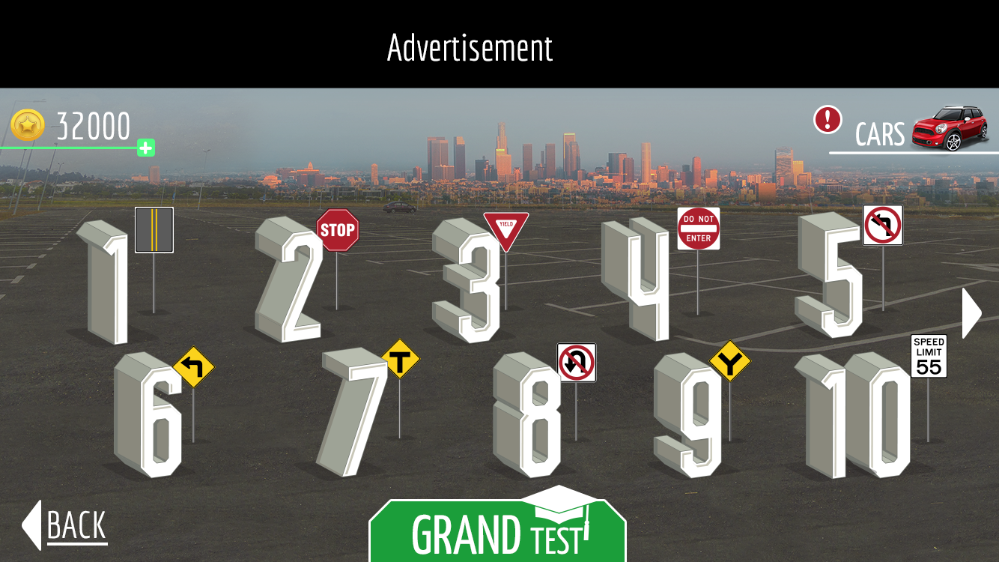 Advertisement
32000
CARS
1
2
STOP
3
YIELD
4
DO NOT
ENTER
5
6
7
8
9
10
SPEED
LIMIT
55
BACK
GRAND TEST